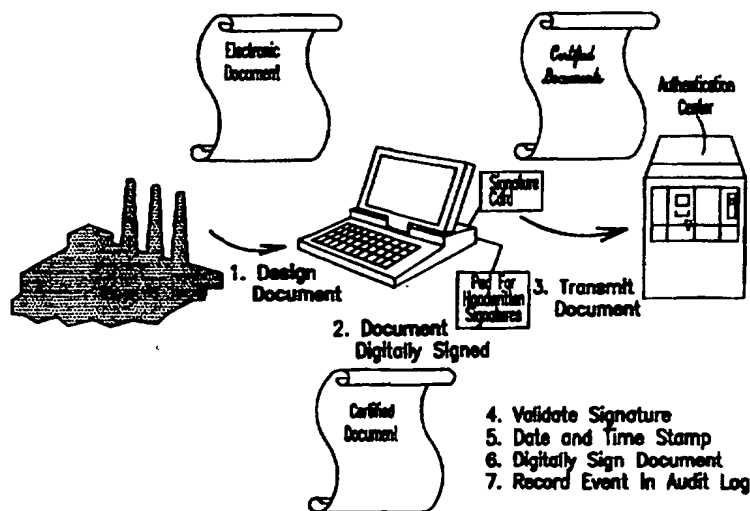 Electronic
Document
Certified
Documents
Authentication
Center
Signature
Card
1. Design
Document
Pad For
Handwritten
Signatures
3. Transmit
Document
2. Document
Digitally Signed
Certified
Document
4. Validate Signature
5. Date and Time Stamp
6. Digitally Sign Document
7. Record Event In Audit Log